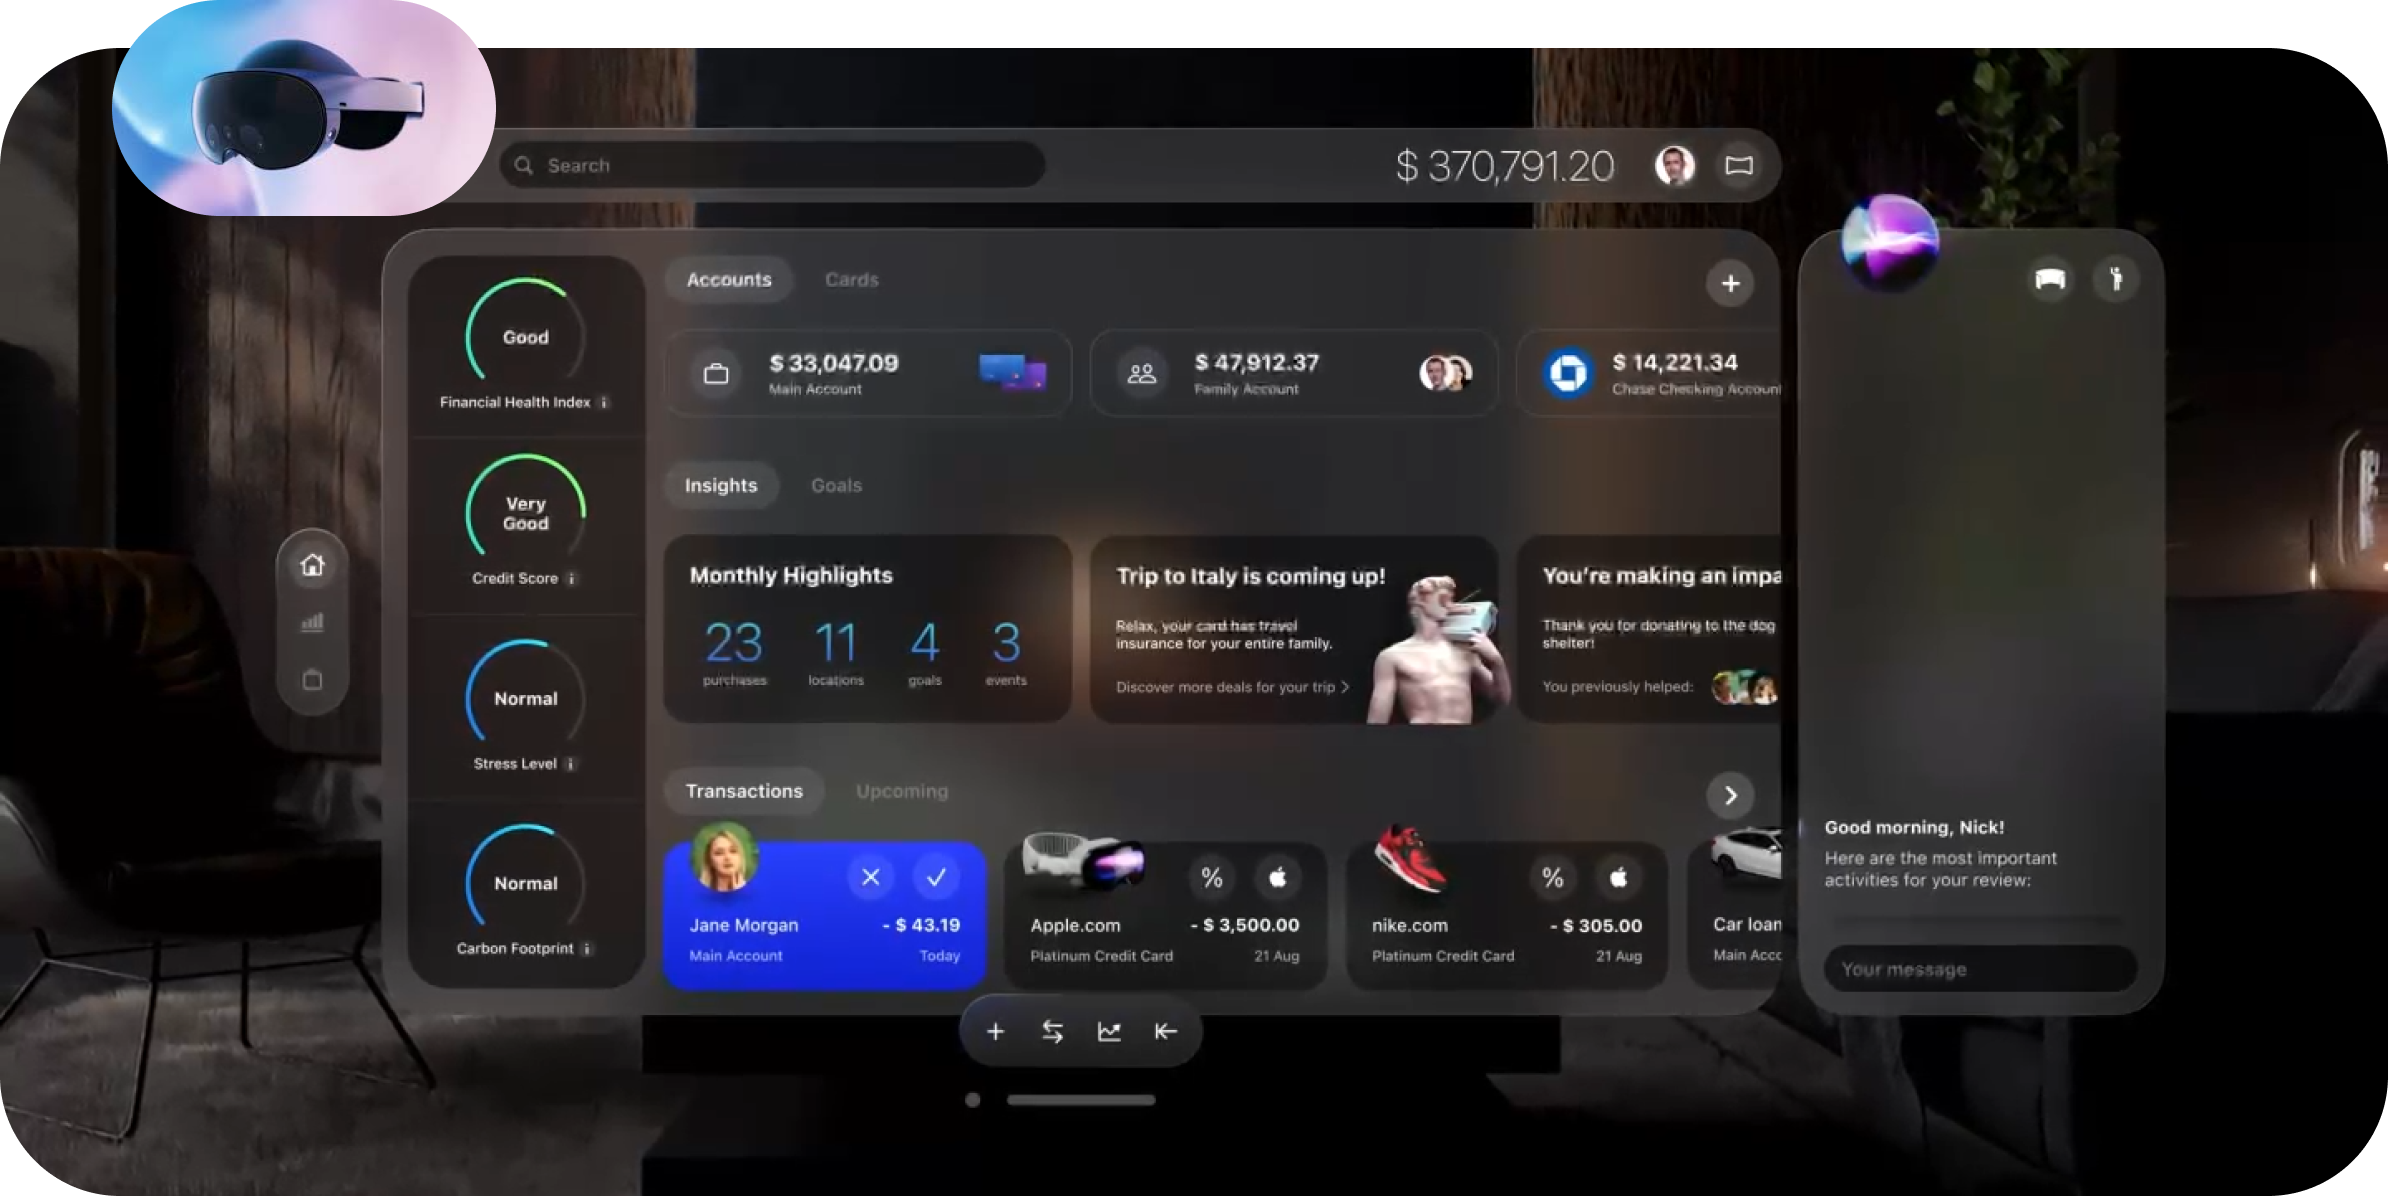 Search
$ 370,791.20
Accounts
Cards
$ 33,047.09
Main Account
$ 47,912.37
Family Account
$ 14,221.34
Chase Checking Account
Good
Financial Health Index
Very
Good
Credit Score
Normal
Stress Level
Normal
Carbon Footprint
Insights
Goals
Monthly Highlights
23
purchases
11
locations
4
goals
3
events
Trip to Italy is coming up!
Relax, your card has travel
insurance for your entire family.
Discover more deals for your trip >
You're making an impa
Thank you for donating to the dog
shelter!
You previously helped:
Transactions
Upcoming
Jane Morgan
- $ 43.19
Main Account
Today
%
Apple.com
- $ 3,500.00
Platinum Credit Card
21 Aug
%
nike.com
- $ 305.00
Platinum Credit Card
21 Aug
Car loan
Main Acc
Good morning, Nick!
Here are the most important
activities for your review:
Your message